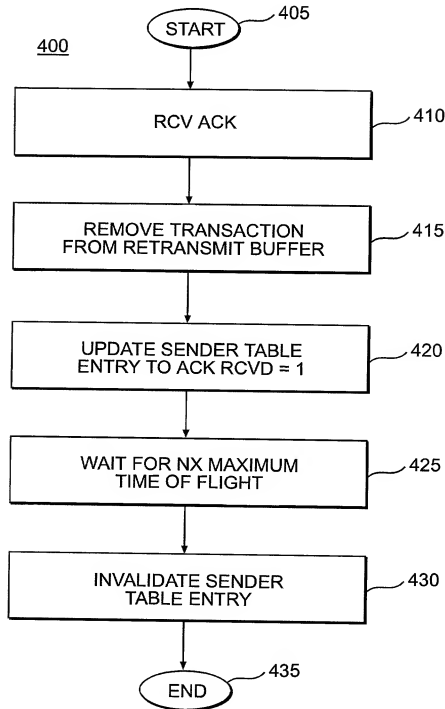 START
405
400
RCV ACK
410
REMOVE TRANSACTION
FROM RETRANSMIT BUFFER
415
UPDATE SENDER TABLE
ENTRY TO ACK RCVD = 1
420
WAIT FOR NX MAXIMUM
TIME OF FLIGHT
425
INVALIDATE SENDER
TABLE ENTRY
430
END
435